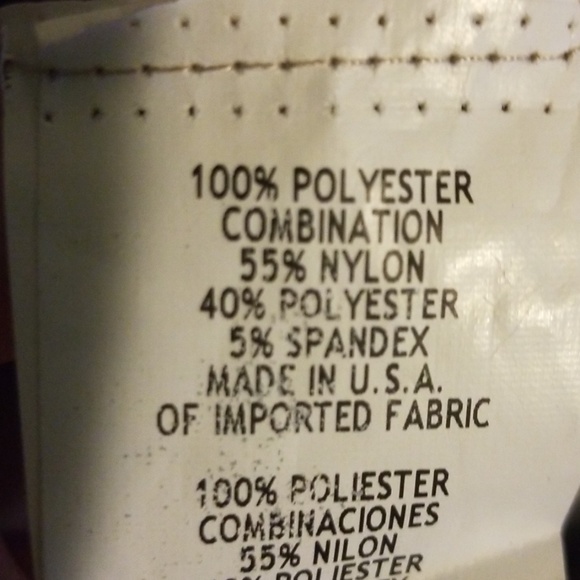 100% POLYESTER
COMBINATION
55% NYLON
40% POLYESTER
5% SPANDEX
MADE IN U.S.A.
OF IMPORTED FABRIC
100% POLIESTER
COMBINACIONES
55% NILON
POLIESTER